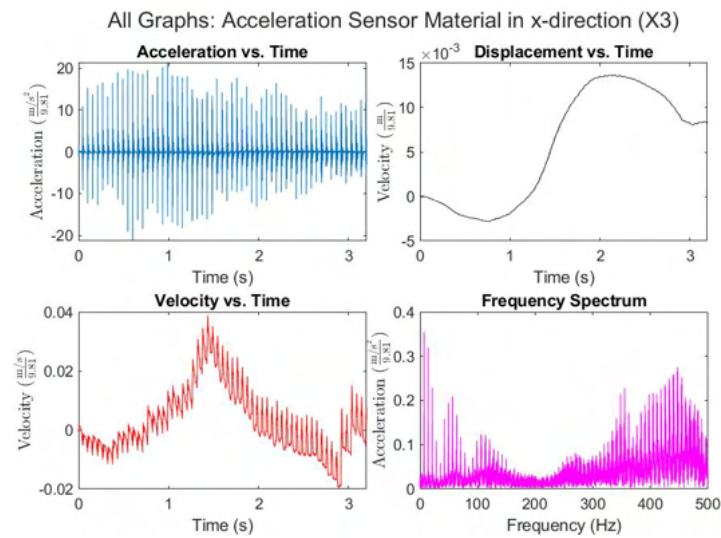 All Graphs: Acceleration Sensor Material in x-direction (X3)
Acceleration vs. Time
Acceleration (m/s²/9.81)
20
10
0
-10
-20
0 1 2 3
Time (s)
Displacement vs. Time
×10⁻³
Velocity (m/9.81)
15
10
5
0
-5
0 1 2 3
Time (s)
Velocity vs. Time
Velocity (m/s/9.81)
0.04
0.02
0
-0.02
0 1 2 3
Time (s)
Frequency Spectrum
Acceleration (m/s²/9.81)
0.4
0.3
0.2
0.1
0
0 100 200 300 400 500
Frequency (Hz)